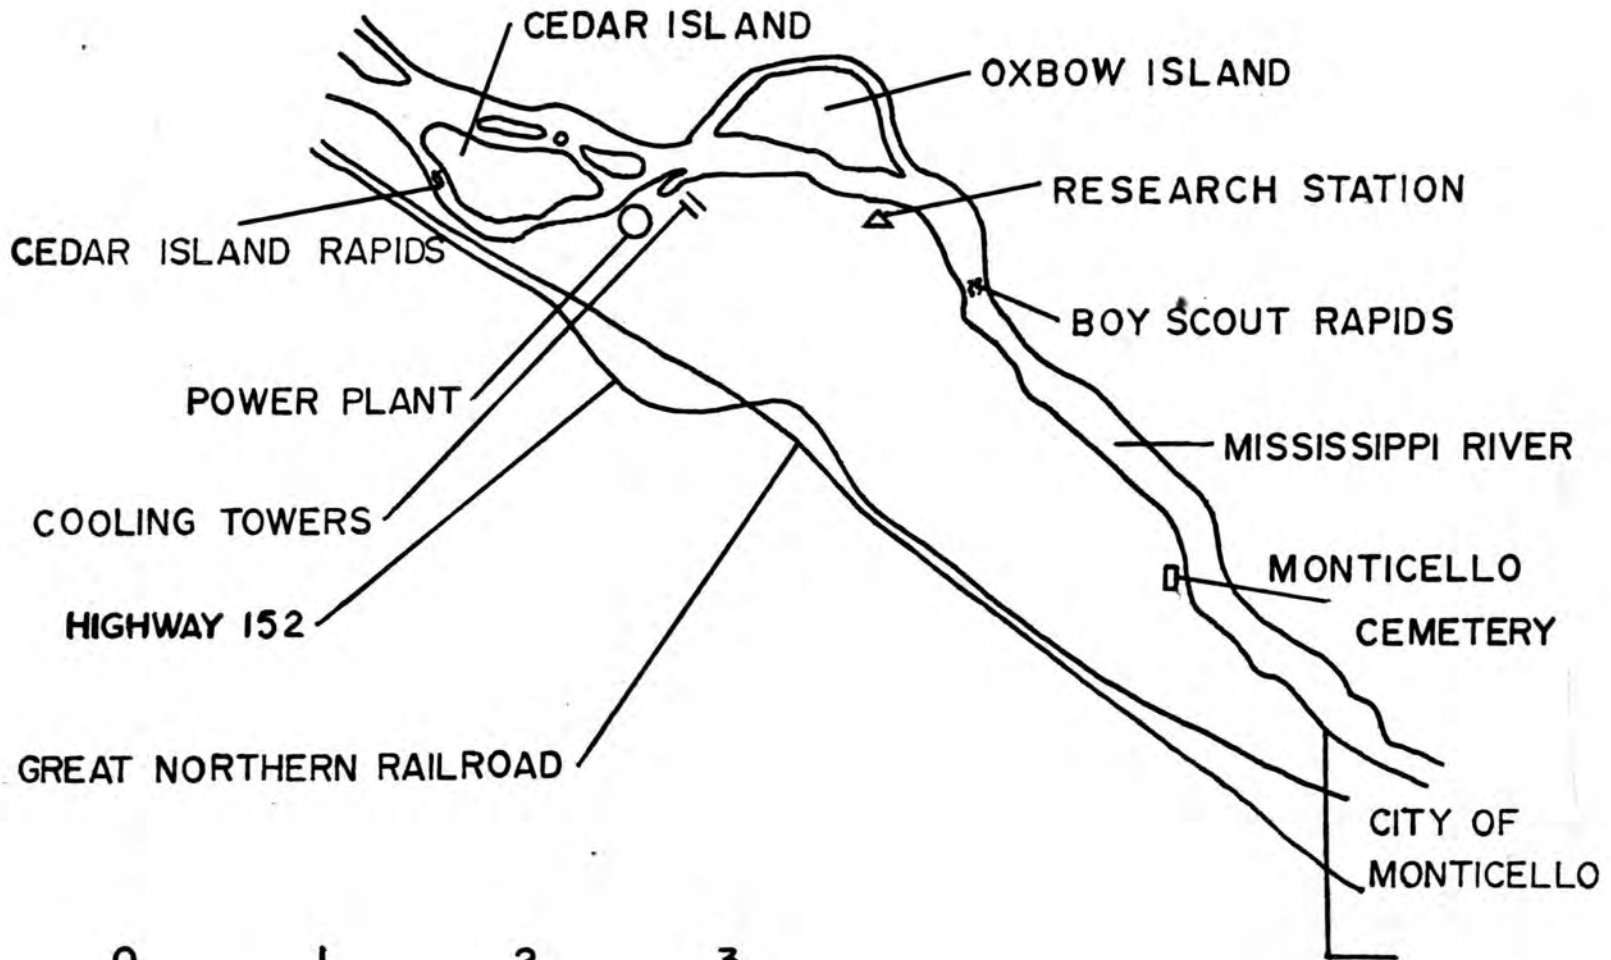 CEDAR ISLAND
OXBOW ISLAND
RESEARCH STATION
CEDAR ISLAND RAPIDS
BOY SCOUT RAPIDS
POWER PLANT
MISSISSIPPI RIVER
COOLING TOWERS
MONTICELLO
CEMETERY
HIGHWAY 152
GREAT NORTHERN RAILROAD
CITY OF
MONTICELLO
0 1 2 3